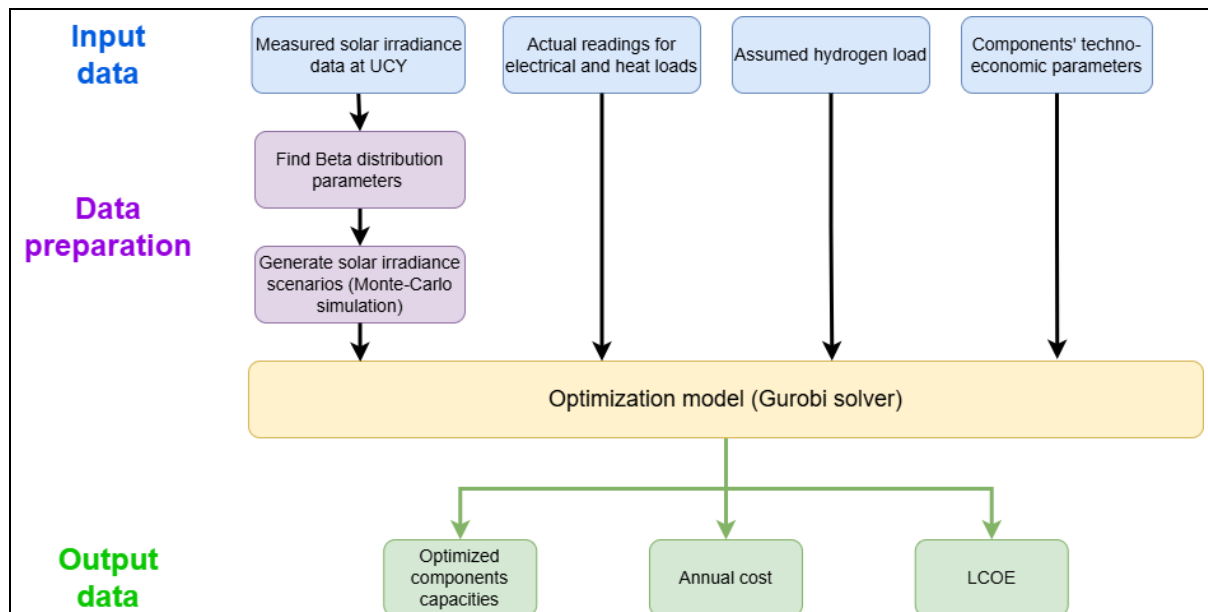 Input
data
Measured solar irradiance
data at UCY
Actual readings for
electrical and heat loads
Assumed hydrogen load
Components' techno-
economic parameters
Data
preparation
Find Beta distribution
parameters
Generate solar irradiance
scenarios (Monte-Carlo
simulation)
Optimization model (Gurobi solver)
Output
data
Optimized
components
capacities
Annual cost
LCOE